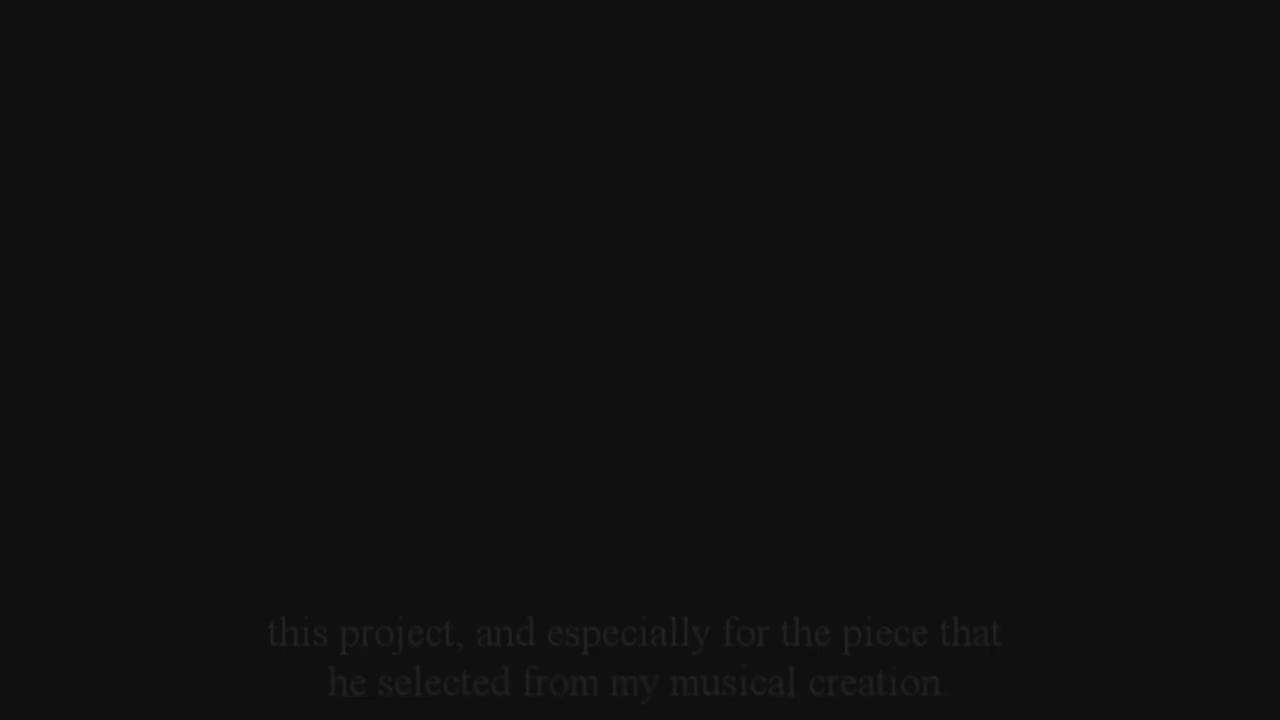 this project, and especially for the piece that
he selected from my musical creation.